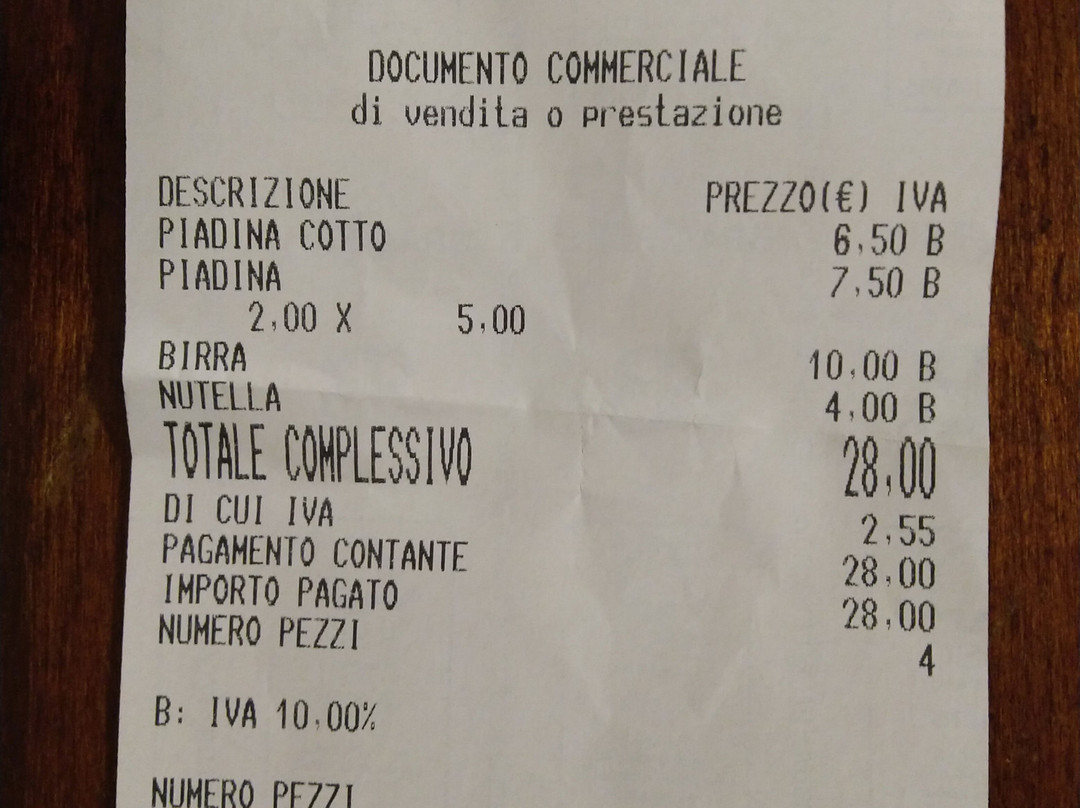 DOCUMENTO COMMERCIALE
di vendita o prestazione
DESCRIZIONE PREZZO(€) IVA
PIADINA COTTO 6,50 B
PIADINA 7,50 B
2,00 X 5,00
BIRRA 10,00 B
NUTELLA 4,00 B
TOTALE COMPLESSIVO 28,00
DI CUI IVA 2,55
PAGAMENTO CONTANTE 28,00
IMPORTO PAGATO 28,00
NUMERO PEZZI 4
B: IVA 10,00%
NUMERO PEZZI